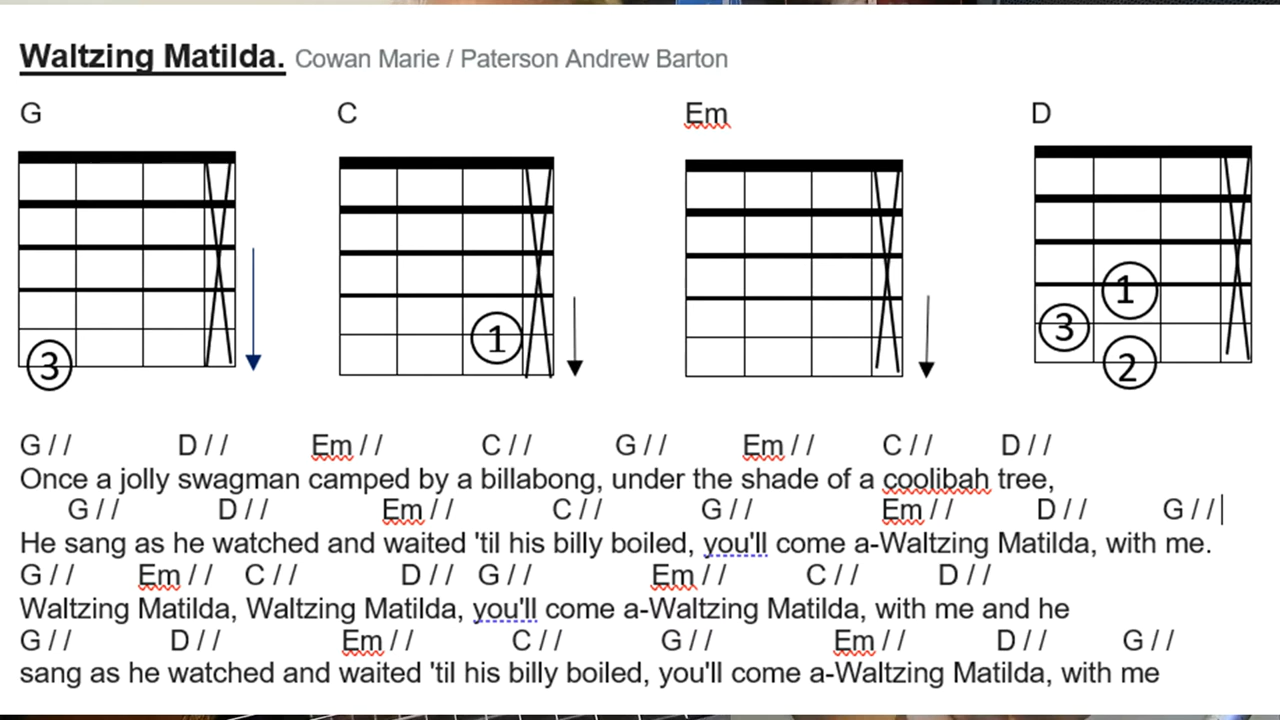 Waltzing Matilda. Cowan Marie / Paterson Andrew Barton
G C Em D
3 1 1 3 2
G / / D / / Em / / C / / G / / Em / / C / / D / /
Once a jolly swagman camped by a billabong, under the shade of a coolibah tree,
G / / D / / Em / / C / / G / / Em / / D / / G / /
He sang as he watched and waited 'til his billy boiled, you'll come a-Waltzing Matilda, with me.
G / / Em / / C / / D / / G / / Em / / C / / D / /
Waltzing Matilda, Waltzing Matilda, you'll come a-Waltzing Matilda, with me and he
G / / D / / Em / / C / / G / / Em / / D / / G / /
sang as he watched and waited 'til his billy boiled, you'll come a-Waltzing Matilda, with me